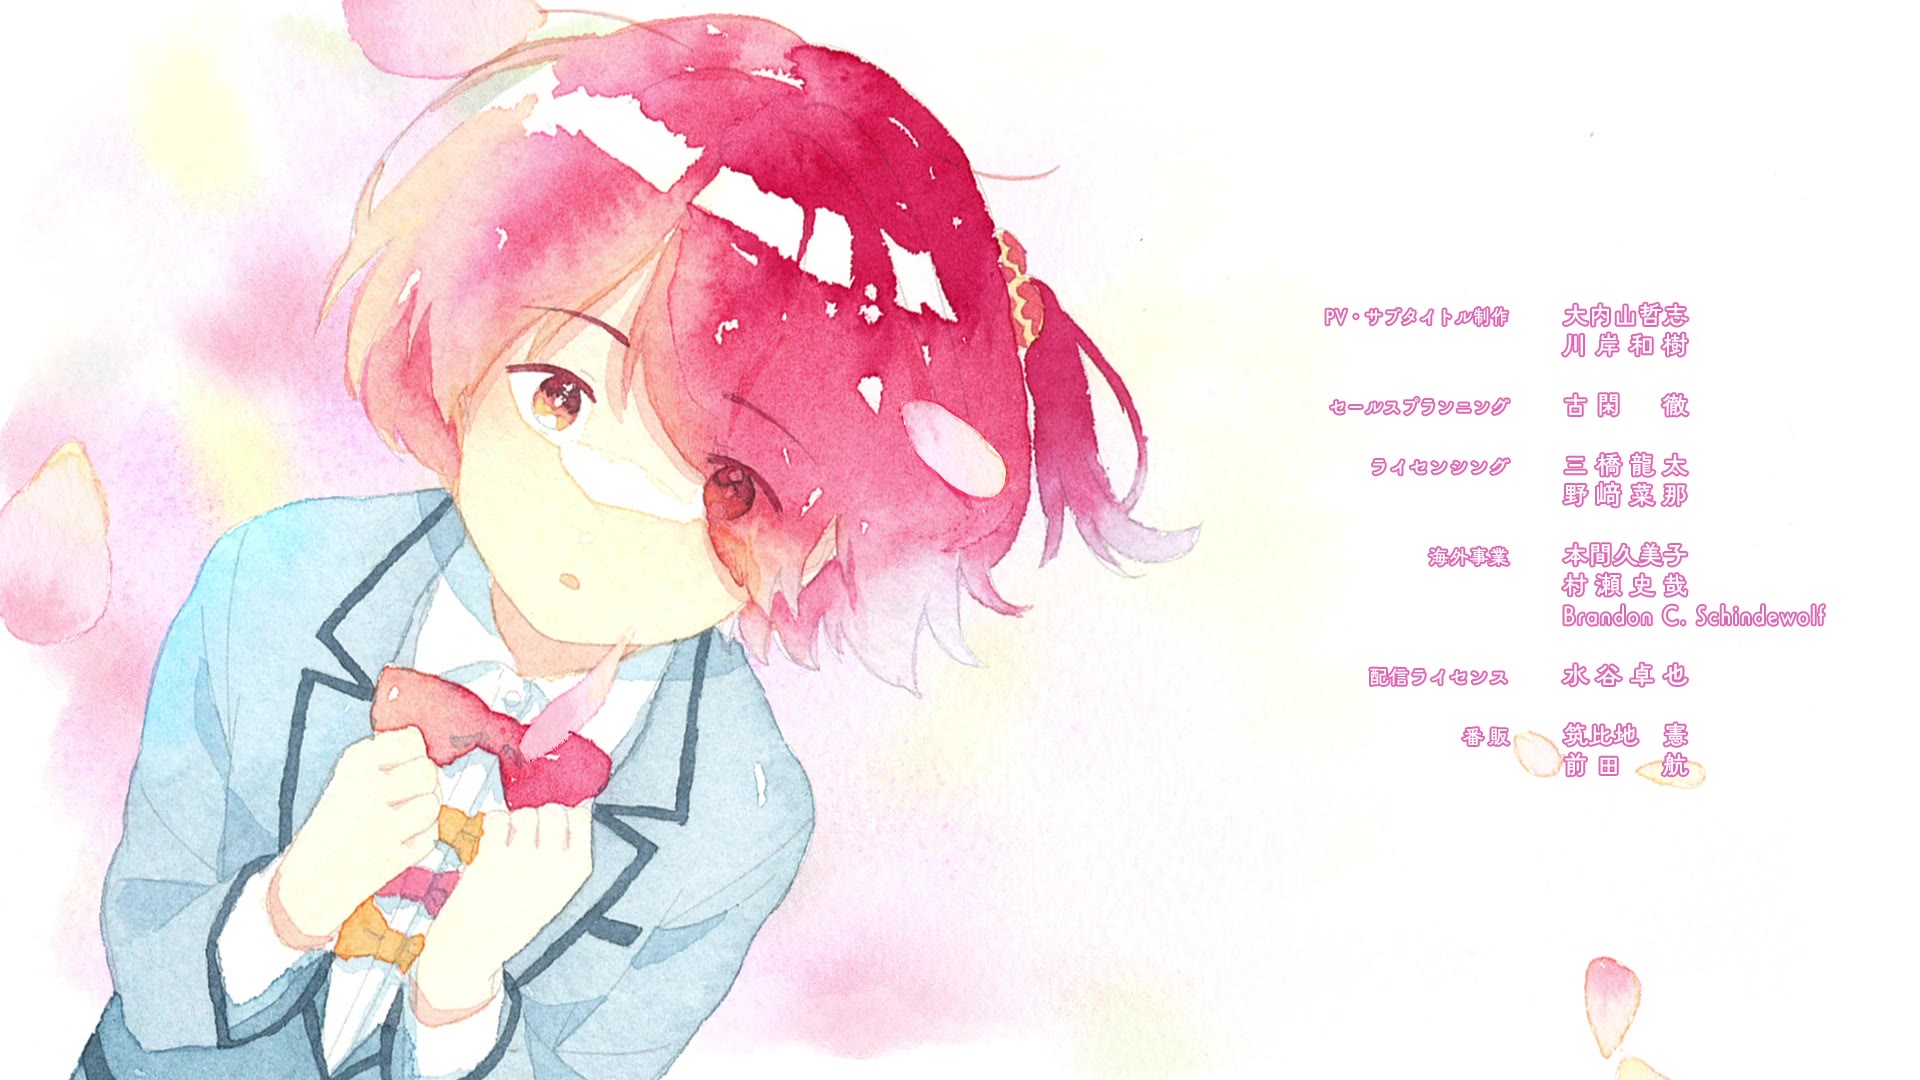 PV・サブタイトル制作 大内山哲志
川岸和樹
セールスプランニング 古閑 徹
ライセンシング 三橋龍太
野﨑菜那
海外事業 本間久美子
村瀬史哉
Brandon C. Schindewolf
配信ライセンス 水谷卓也
番販 筑比地 憲
前田 航